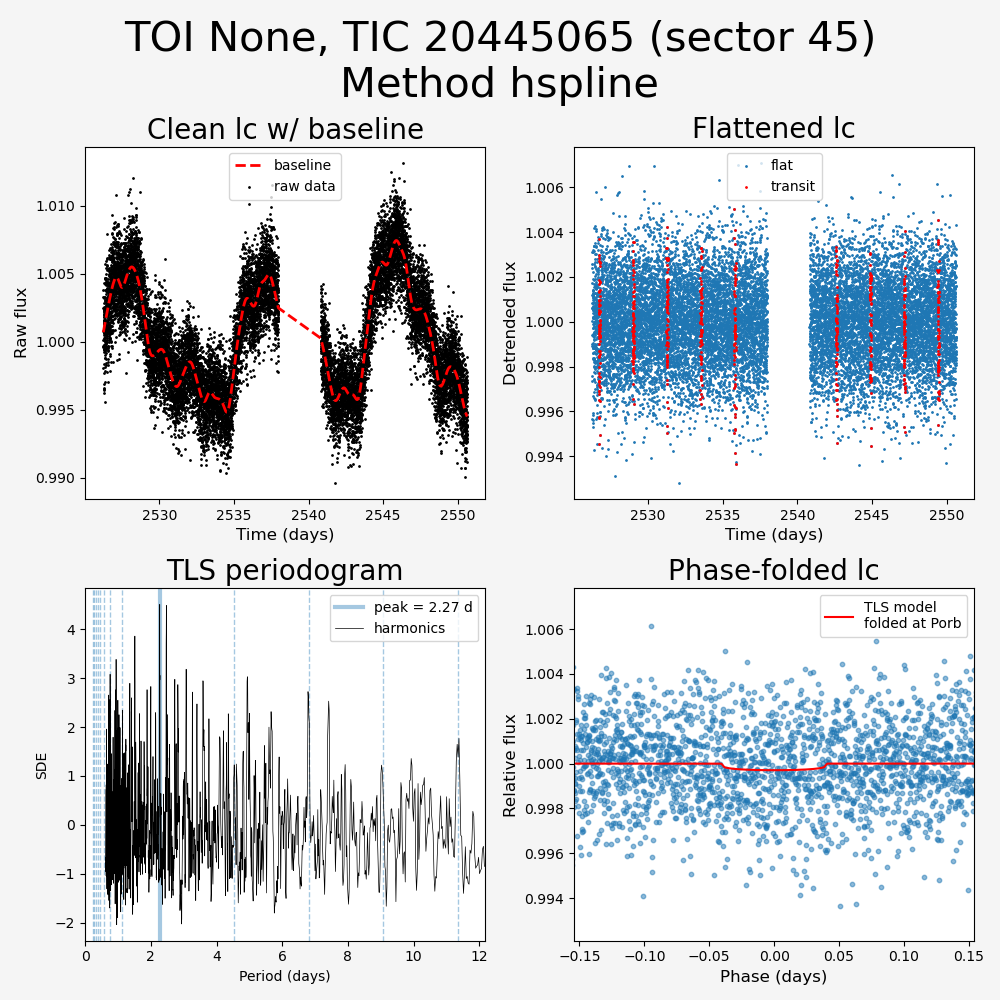 TOI None, TIC 20445065 (sector 45)
Method hspline
Clean lc w/ baseline
baseline
raw data
1.010
1.005
1.000
0.995
0.990
Raw flux
2530
2535
2540
2545
2550
Time (days)
Flattened lc
flat
transit
1.006
1.004
1.002
1.000
0.998
0.996
0.994
Detrended flux
2530
2535
2540
2545
2550
Time (days)
TLS periodogram
peak = 2.27 d
harmonics
4
3
2
1
0
−1
−2
SDE
0
2
4
6
8
10
12
Period (days)
Phase-folded lc
TLS model
folded at Porb
1.006
1.004
1.002
1.000
0.998
0.996
0.994
Relative flux
−0.15
−0.10
−0.05
0.00
0.05
0.10
0.15
Phase (days)